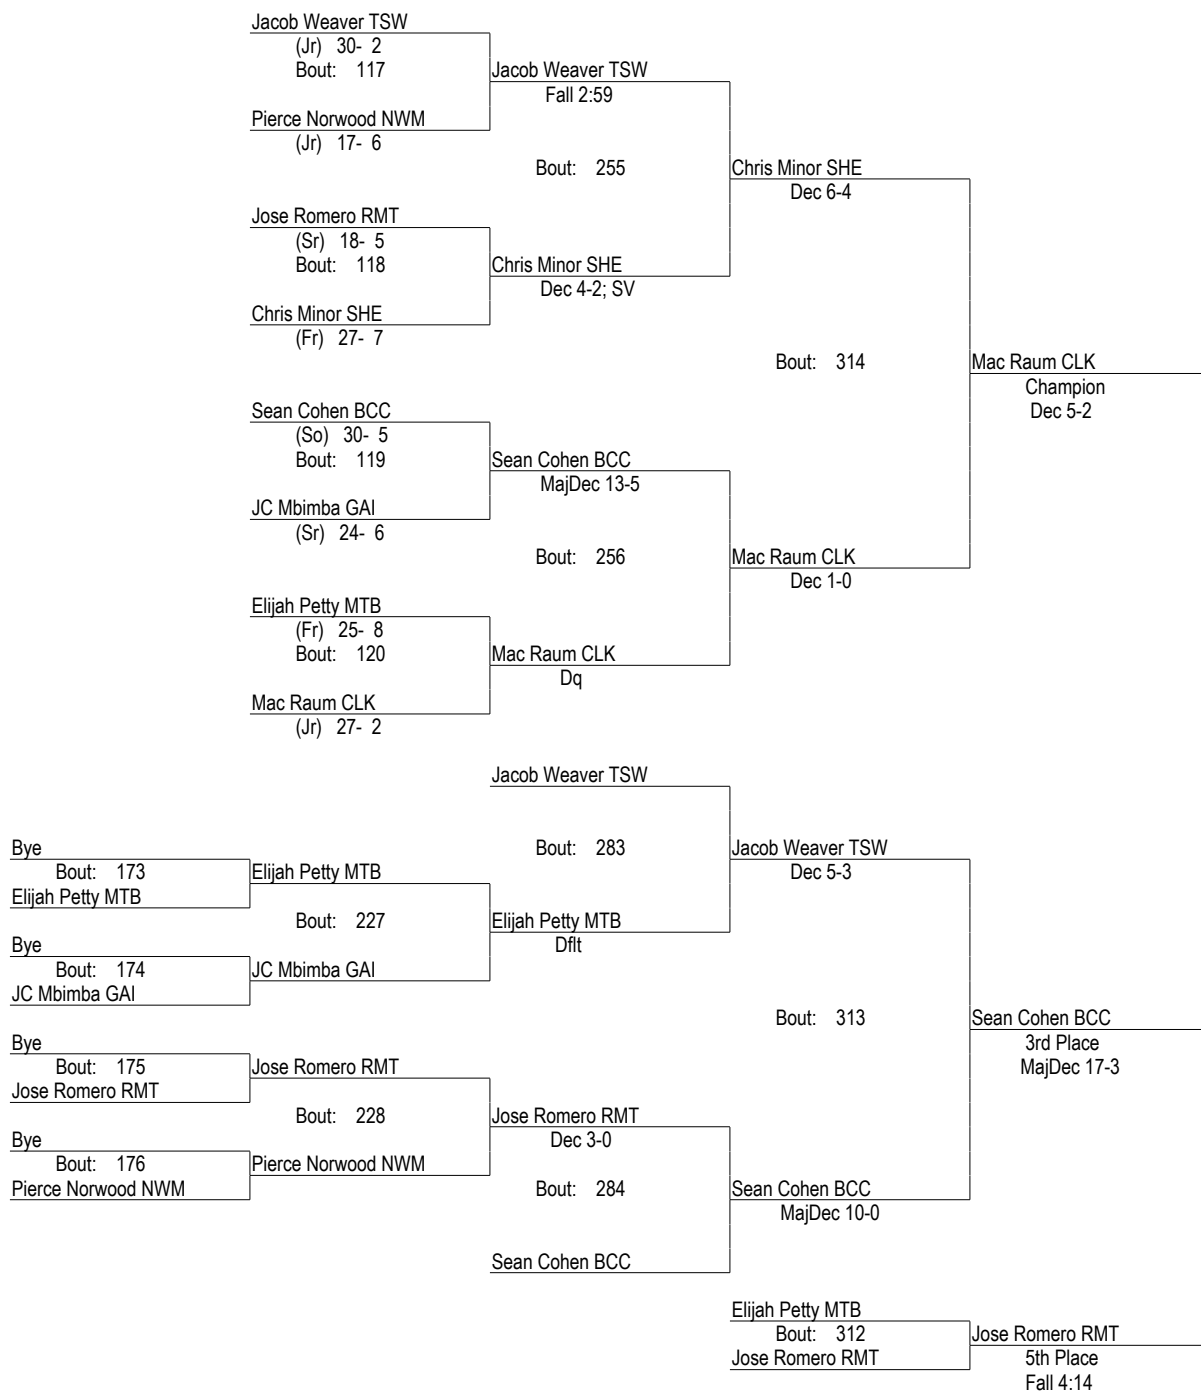 Jacob Weaver TSW
(Jr) 30- 2
Bout: 117
Jacob Weaver TSW
Fall 2:59
Pierce Norwood NWM
(Jr) 17- 6
Bout: 255
Chris Minor SHE
Dec 6-4
Jose Romero RMT
(Sr) 18- 5
Bout: 118
Chris Minor SHE
Dec 4-2; SV
Chris Minor SHE
(Fr) 27- 7
Bout: 314
Mac Raum CLK
Champion
Dec 5-2
Sean Cohen BCC
(So) 30- 5
Bout: 119
Sean Cohen BCC
MajDec 13-5
JC Mbimba GAI
(Sr) 24- 6
Bout: 256
Mac Raum CLK
Dec 1-0
Elijah Petty MTB
(Fr) 25- 8
Bout: 120
Mac Raum CLK
Dq
Mac Raum CLK
(Jr) 27- 2
Jacob Weaver TSW
Bye
Bout: 173
Elijah Petty MTB
Elijah Petty MTB
Bout: 283
Jacob Weaver TSW
Dec 5-3
Bout: 227
Elijah Petty MTB
Dflt
Bye
Bout: 174
JC Mbimba GAI
JC Mbimba GAI
Bout: 313
Sean Cohen BCC
3rd Place
MajDec 17-3
Bye
Bout: 175
Jose Romero RMT
Jose Romero RMT
Bout: 228
Jose Romero RMT
Dec 3-0
Bye
Bout: 176
Pierce Norwood NWM
Pierce Norwood NWM
Bout: 284
Sean Cohen BCC
MajDec 10-0
Sean Cohen BCC
Elijah Petty MTB
Bout: 312
Jose Romero RMT
Jose Romero RMT
5th Place
Fall 4:14